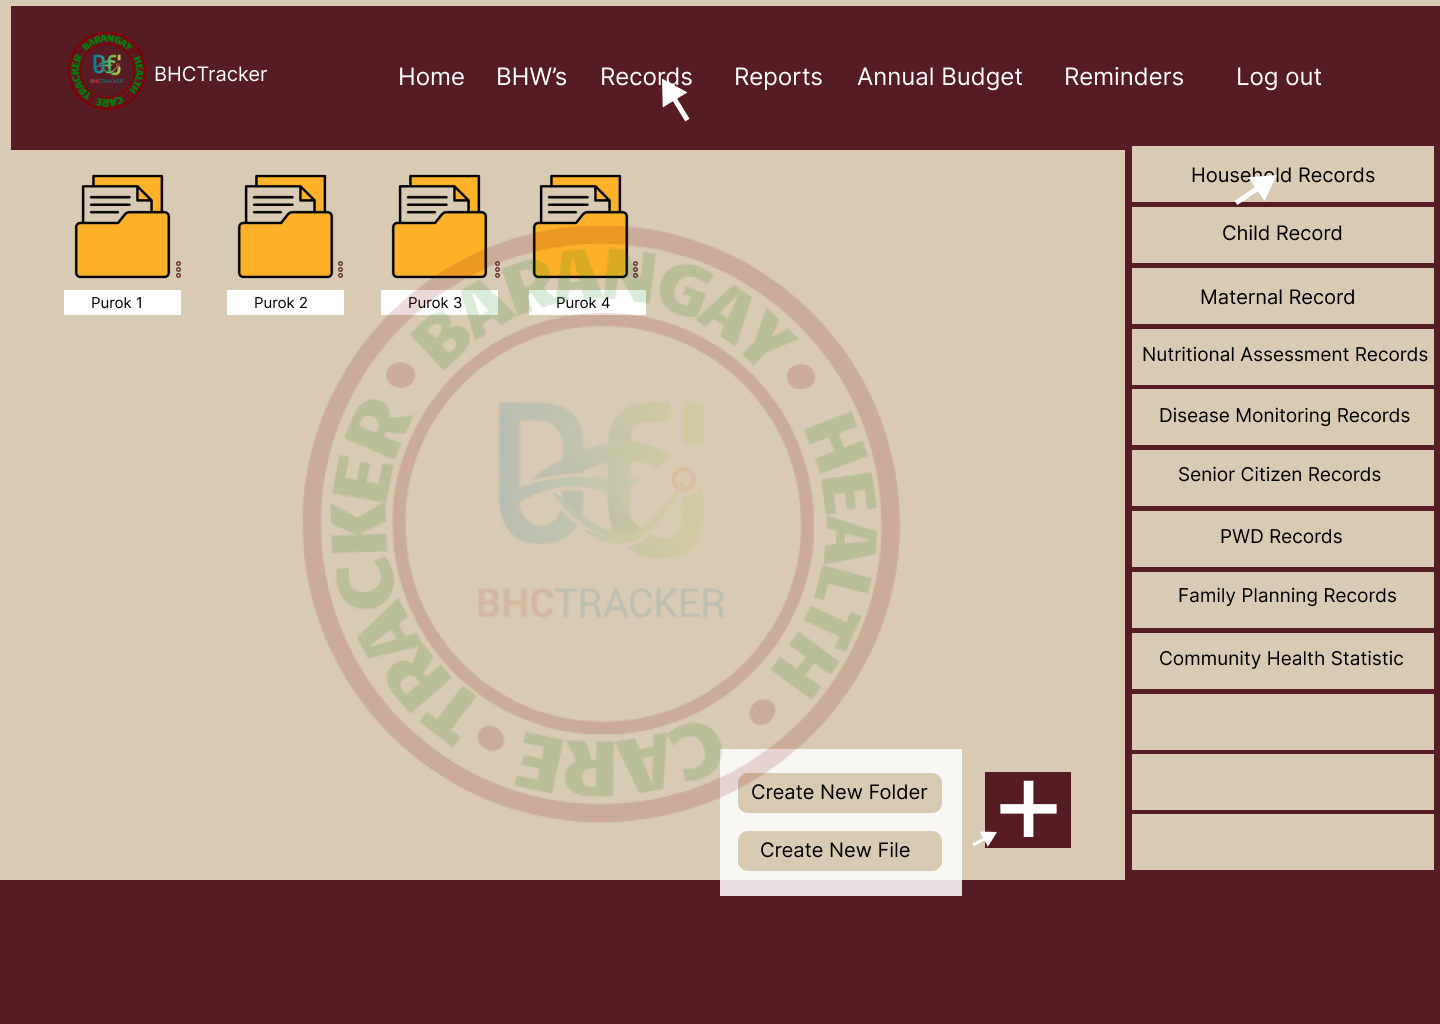 BARANGAY HEALTH CARE TRACKER
BHCTRACKER
BHCTracker
Home
BHW’s
Records
Reports
Annual Budget
Reminders
Log out
Purok 1
Purok 2
Purok 3
Purok 4
BARANGAY • HEALTH • CARE • TRACKER •
BHCTRACKER
Household Records
Child Record
Maternal Record
Nutritional Assessment Records
Disease Monitoring Records
Senior Citizen Records
PWD Records
Family Planning Records
Community Health Statistic
Create New Folder
Create New File